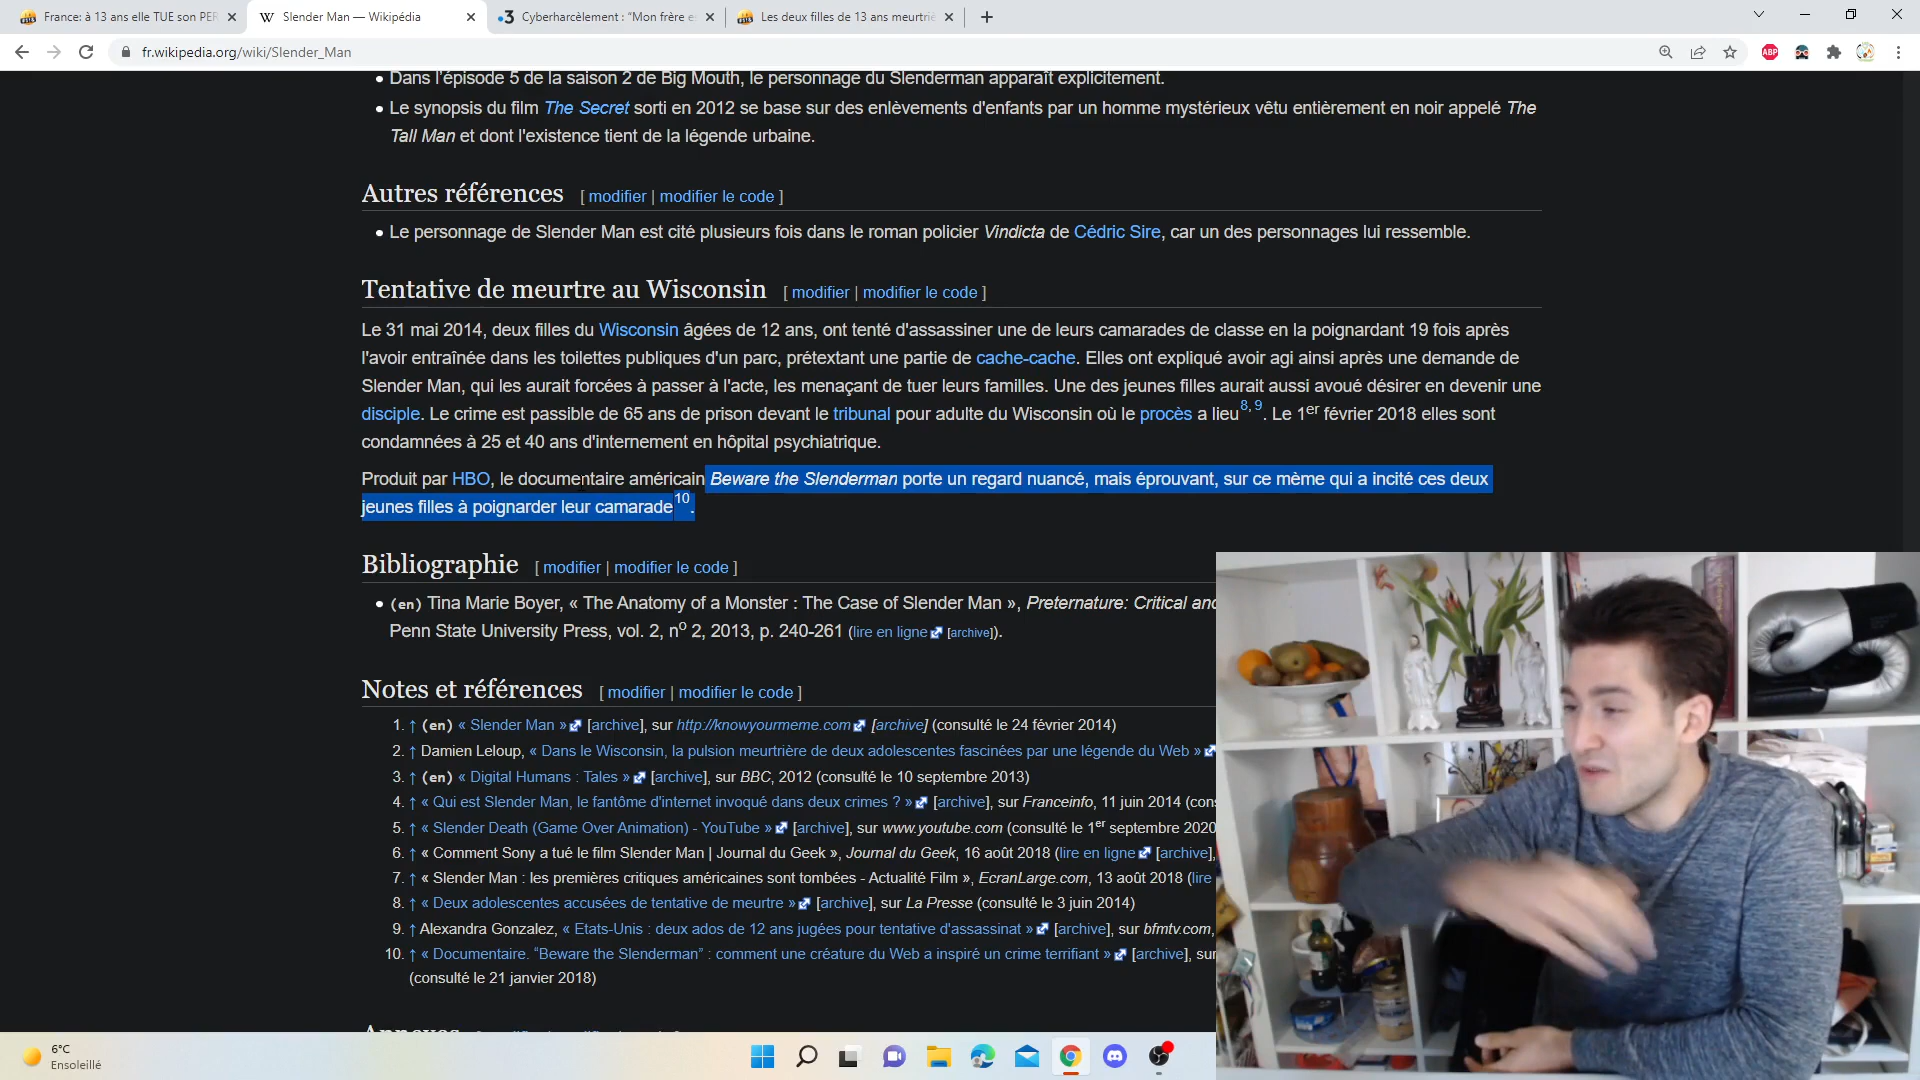 France: à 13 ans elle TUE son PER
Slender Man — Wikipédia
Cyberharcèlement : “Mon frère e
Les deux filles de 13 ans meurtriè
fr.wikipedia.org/wiki/Slender_Man
ABP
Dans l'épisode 5 de la saison 2 de Big Mouth, le personnage du Slenderman apparaît explicitement.
Le synopsis du film The Secret sorti en 2012 se base sur des enlèvements d'enfants par un homme mystérieux vêtu entièrement en noir appelé The
Tall Man et dont l'existence tient de la légende urbaine.
Autres références [ modifier | modifier le code ]
Le personnage de Slender Man est cité plusieurs fois dans le roman policier Vindicta de Cédric Sire, car un des personnages lui ressemble.
Tentative de meurtre au Wisconsin [ modifier | modifier le code ]
Le 31 mai 2014, deux filles du Wisconsin âgées de 12 ans, ont tenté d'assassiner une de leurs camarades de classe en la poignardant 19 fois après
l'avoir entraînée dans les toilettes publiques d'un parc, prétextant une partie de cache-cache. Elles ont expliqué avoir agi ainsi après une demande de
Slender Man, qui les aurait forcées à passer à l'acte, les menaçant de tuer leurs familles. Une des jeunes filles aurait aussi avoué désirer en devenir une
disciple. Le crime est passible de 65 ans de prison devant le tribunal pour adulte du Wisconsin où le procès a lieu8, 9. Le 1er février 2018 elles sont
condamnées à 25 et 40 ans d'internement en hôpital psychiatrique.
Produit par HBO, le documentaire américain Beware the Slenderman porte un regard nuancé, mais éprouvant, sur ce mème qui a incité ces deux
jeunes filles à poignarder leur camarade10.
Bibliographie [ modifier | modifier le code ]
(en) Tina Marie Boyer, « The Anatomy of a Monster : The Case of Slender Man », Preternature: Critical and
Penn State University Press, vol. 2, no 2, 2013, p. 240-261 (lire en ligne [archive]).
Notes et références [ modifier | modifier le code ]
1. ↑ (en) « Slender Man » [archive], sur http://knowyourmeme.com [archive] (consulté le 24 février 2014)
2. ↑ Damien Leloup, « Dans le Wisconsin, la pulsion meurtrière de deux adolescentes fascinées par une légende du Web »
3. ↑ (en) « Digital Humans : Tales » [archive], sur BBC, 2012 (consulté le 10 septembre 2013)
4. ↑ « Qui est Slender Man, le fantôme d'internet invoqué dans deux crimes ? » [archive], sur Franceinfo, 11 juin 2014 (cons
5. ↑ « Slender Death (Game Over Animation) - YouTube » [archive], sur www.youtube.com (consulté le 1er septembre 2020
6. ↑ « Comment Sony a tué le film Slender Man | Journal du Geek », Journal du Geek, 16 août 2018 (lire en ligne [archive],
7. ↑ « Slender Man : les premières critiques américaines sont tombées - Actualité Film », EcranLarge.com, 13 août 2018 (lire
8. ↑ « Deux adolescentes accusées de tentative de meurtre » [archive], sur La Presse (consulté le 3 juin 2014)
9. ↑ Alexandra Gonzalez, « Etats-Unis : deux ados de 12 ans jugées pour tentative d'assassinat » [archive], sur bfmtv.com,
10. ↑ « Documentaire. “Beware the Slenderman” : comment une créature du Web a inspiré un crime terrifiant » [archive], sur
(consulté le 21 janvier 2018)
6°C
Ensoleillé